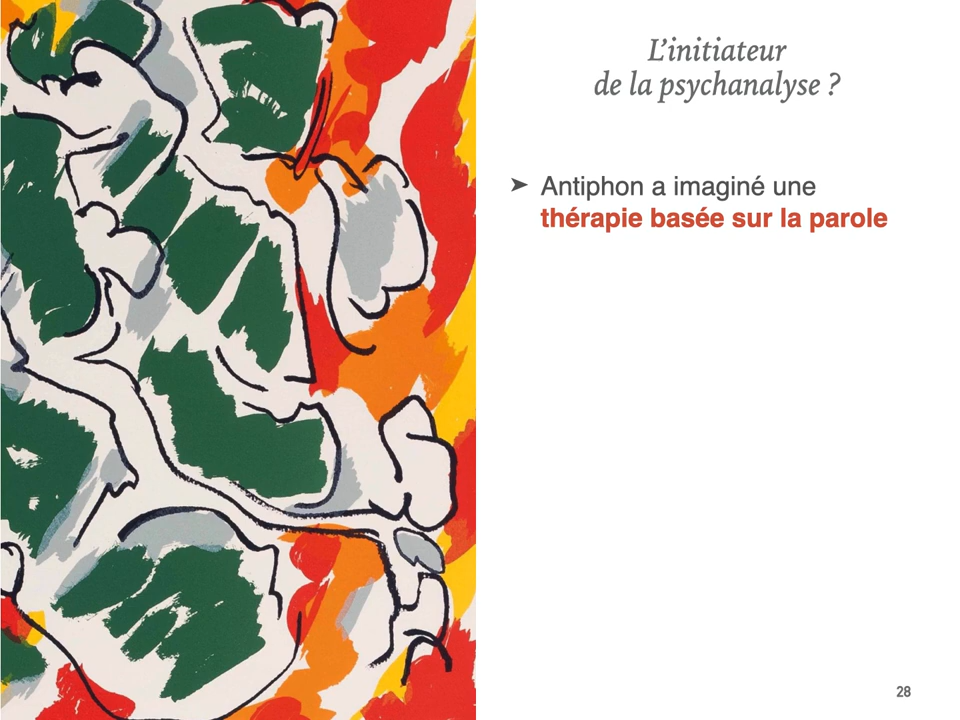 L'initiateur
de la psychanalyse ?
➤ Antiphon a imaginé une
thérapie basée sur la parole
28